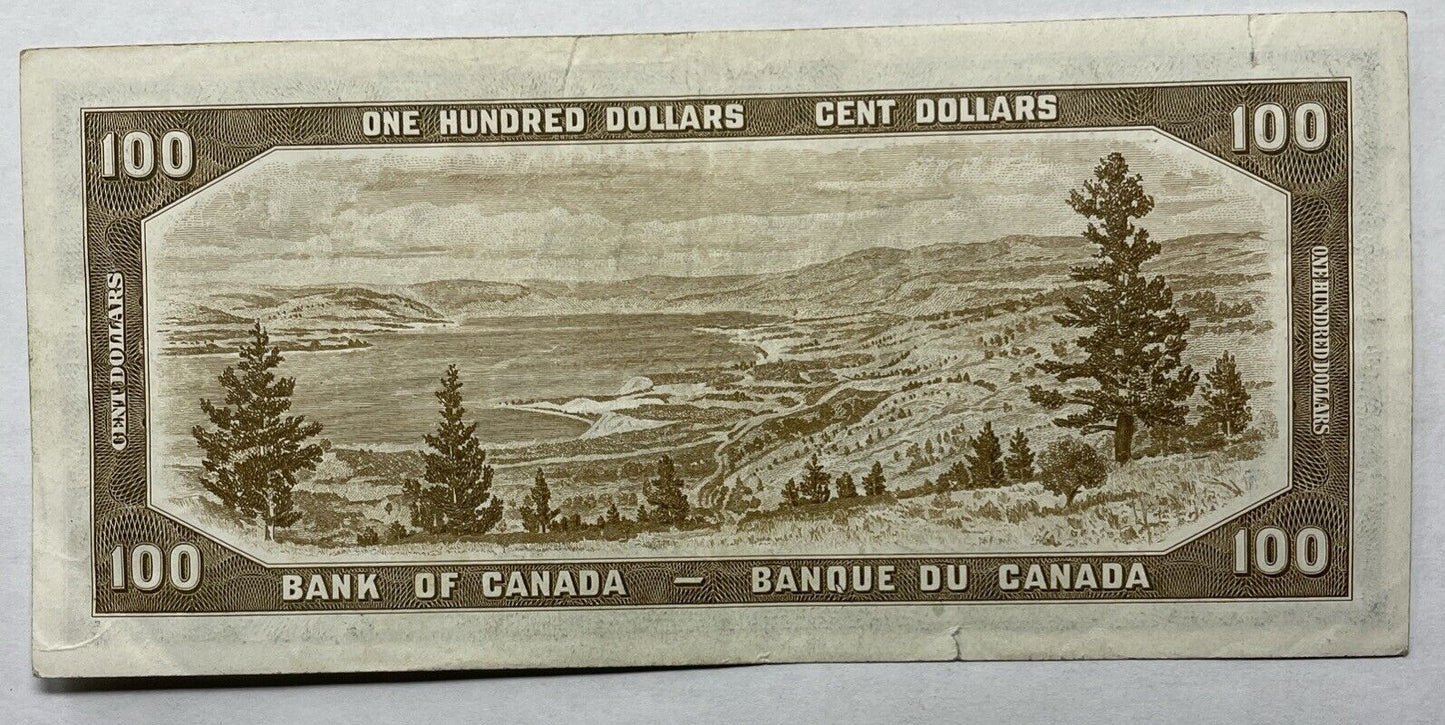 100 ONE HUNDRED DOLLARS CENT DOLLARS 100
CENT DOLLARS
ONE HUNDRED DOLLARS
100 BANK OF CANADA — BANQUE DU CANADA 100